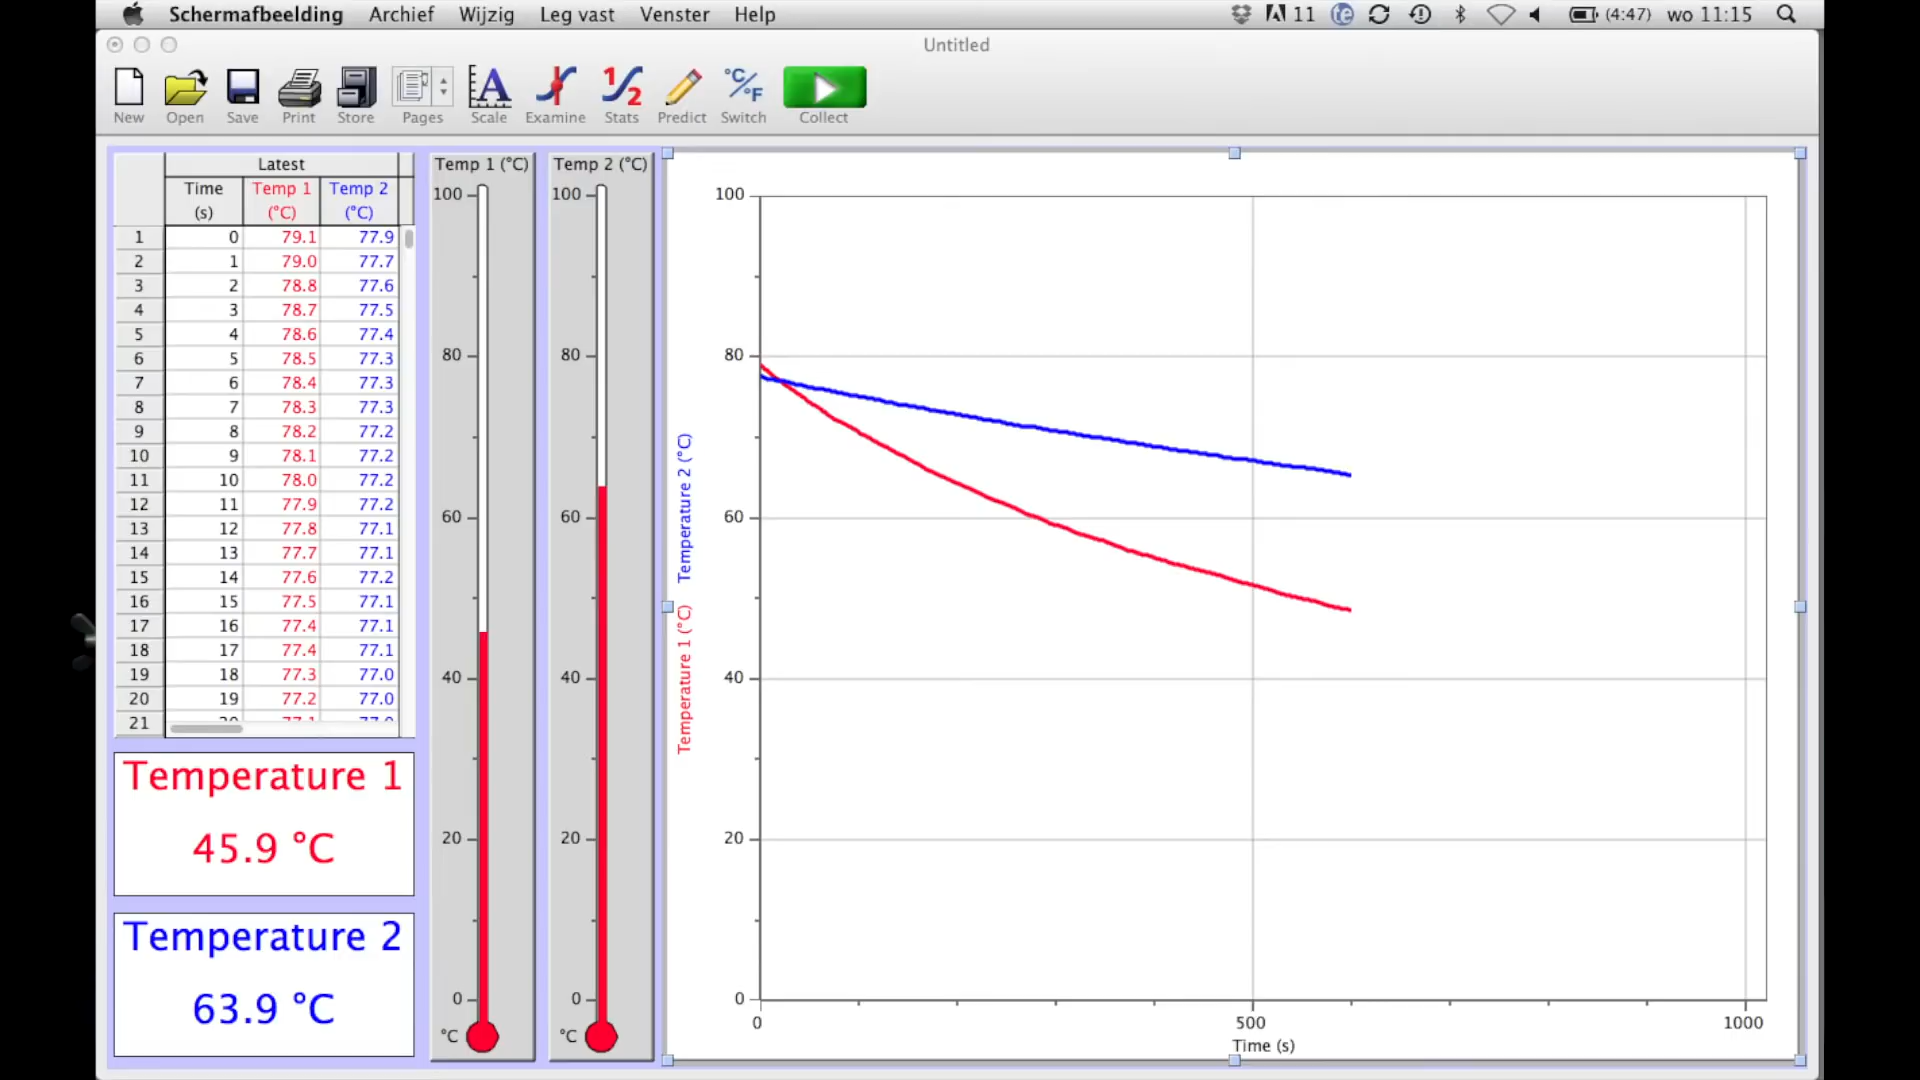 Schermafbeelding Archief Wijzig Leg vast Venster Help 11 (4:47) wo 11:15
Untitled
New Open Save Print Store Pages Scale Examine Stats Predict Switch Collect
Latest
Time Temp 1 Temp 2
(s) (°C) (°C)
1 0 79.1 77.9
2 1 79.0 77.7
3 2 78.8 77.6
4 3 78.7 77.5
5 4 78.6 77.4
6 5 78.5 77.3
7 6 78.4 77.3
8 7 78.3 77.3
9 8 78.2 77.2
10 9 78.1 77.2
11 10 78.0 77.2
12 11 77.9 77.2
13 12 77.8 77.1
14 13 77.7 77.1
15 14 77.6 77.2
16 15 77.5 77.1
17 16 77.4 77.1
18 17 77.4 77.1
19 18 77.3 77.0
20 19 77.2 77.0
21
Temperature 1
45.9 °C
Temperature 2
63.9 °C
Temp 1 (°C)
100
80
60
40
20
0
°C
Temp 2 (°C)
100
80
60
40
20
0
°C
Temperature 2 (°C)
Temperature 1 (°C)
100
80
60
40
20
0
0 500 1000
Time (s)